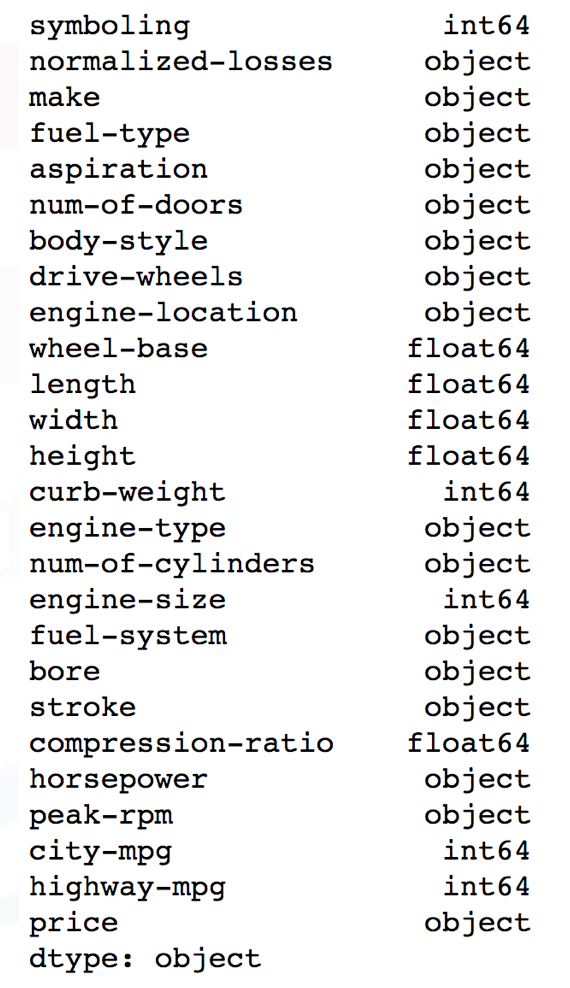 symboling int64
normalized-losses object
make object
fuel-type object
aspiration object
num-of-doors object
body-style object
drive-wheels object
engine-location object
wheel-base float64
length float64
width float64
height float64
curb-weight int64
engine-type object
num-of-cylinders object
engine-size int64
fuel-system object
bore object
stroke object
compression-ratio float64
horsepower object
peak-rpm object
city-mpg int64
highway-mpg int64
price object
dtype: object